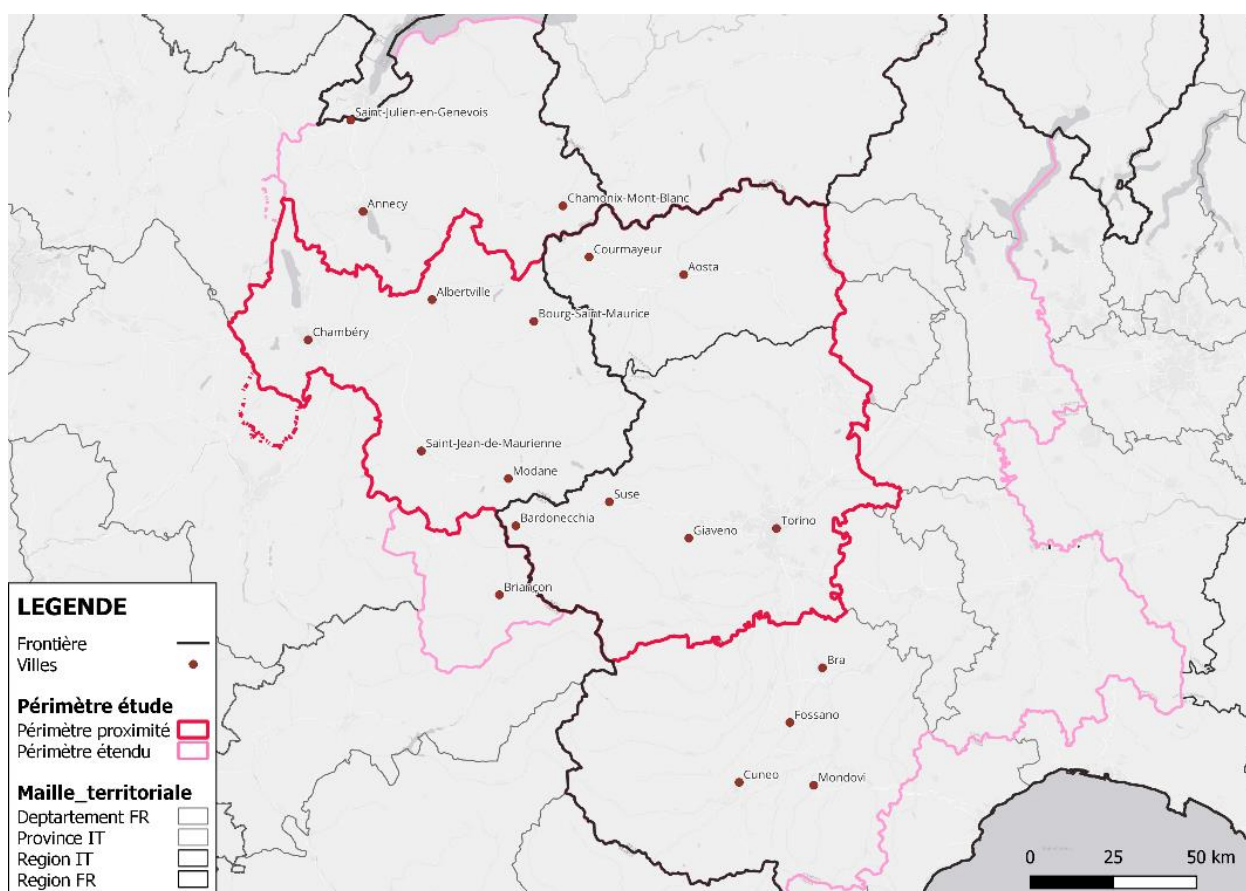 Saint-Julien-en-Genevois
Annecy
Chamonix-Mont-Blanc
Courmayeur
Aosta
Albertville
Bourg-Saint-Maurice
Chambéry
Saint-Jean-de-Maurienne
Modane
Suse
Bardonecchia
Giaveno
Torino
Briançon
Bra
Fossano
Cuneo
Mondovi
LEGENDE
Frontière
Villes
Périmètre étude
Périmètre proximité
Périmètre étendu
Maille_territoriale
Deptartement FR
Province IT
Region IT
Region FR
0 25 50 km